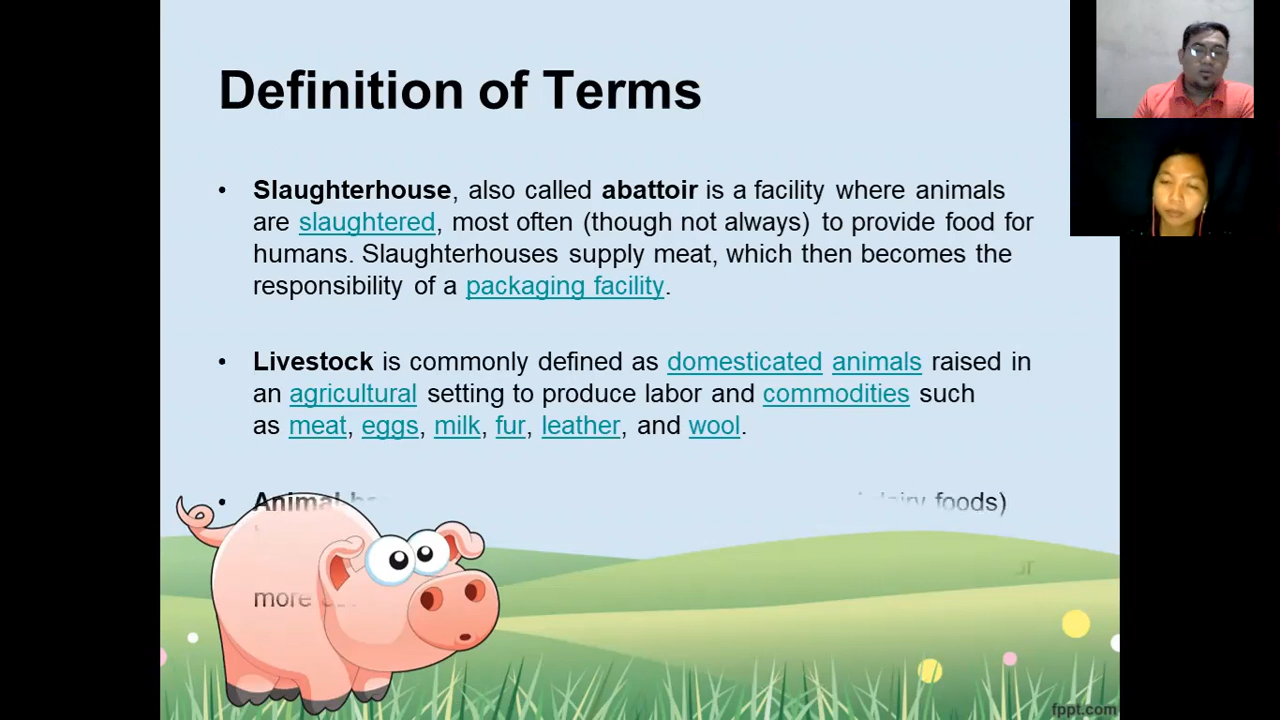 Definition of Terms
• Slaughterhouse, also called abattoir is a facility where animals
are slaughtered, most often (though not always) to provide food for
humans. Slaughterhouses supply meat, which then becomes the
responsibility of a packaging facility.
• Livestock is commonly defined as domesticated animals raised in
an agricultural setting to produce labor and commodities such
as meat, eggs, milk, fur, leather, and wool.
• Animal dairy foods)
more
fppt.com